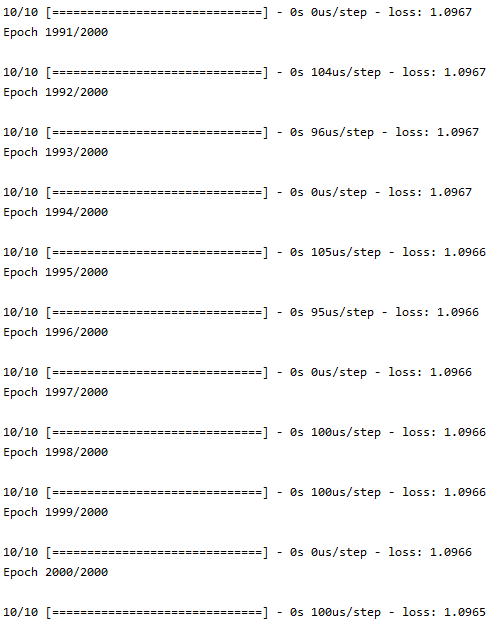 10/10 [==============================] - 0s 0us/step - loss: 1.0967
Epoch 1991/2000
10/10 [==============================] - 0s 104us/step - loss: 1.0967
Epoch 1992/2000
10/10 [==============================] - 0s 96us/step - loss: 1.0967
Epoch 1993/2000
10/10 [==============================] - 0s 0us/step - loss: 1.0967
Epoch 1994/2000
10/10 [==============================] - 0s 105us/step - loss: 1.0966
Epoch 1995/2000
10/10 [==============================] - 0s 95us/step - loss: 1.0966
Epoch 1996/2000
10/10 [==============================] - 0s 0us/step - loss: 1.0966
Epoch 1997/2000
10/10 [==============================] - 0s 100us/step - loss: 1.0966
Epoch 1998/2000
10/10 [==============================] - 0s 100us/step - loss: 1.0966
Epoch 1999/2000
10/10 [==============================] - 0s 0us/step - loss: 1.0966
Epoch 2000/2000
10/10 [==============================] - 0s 100us/step - loss: 1.0965